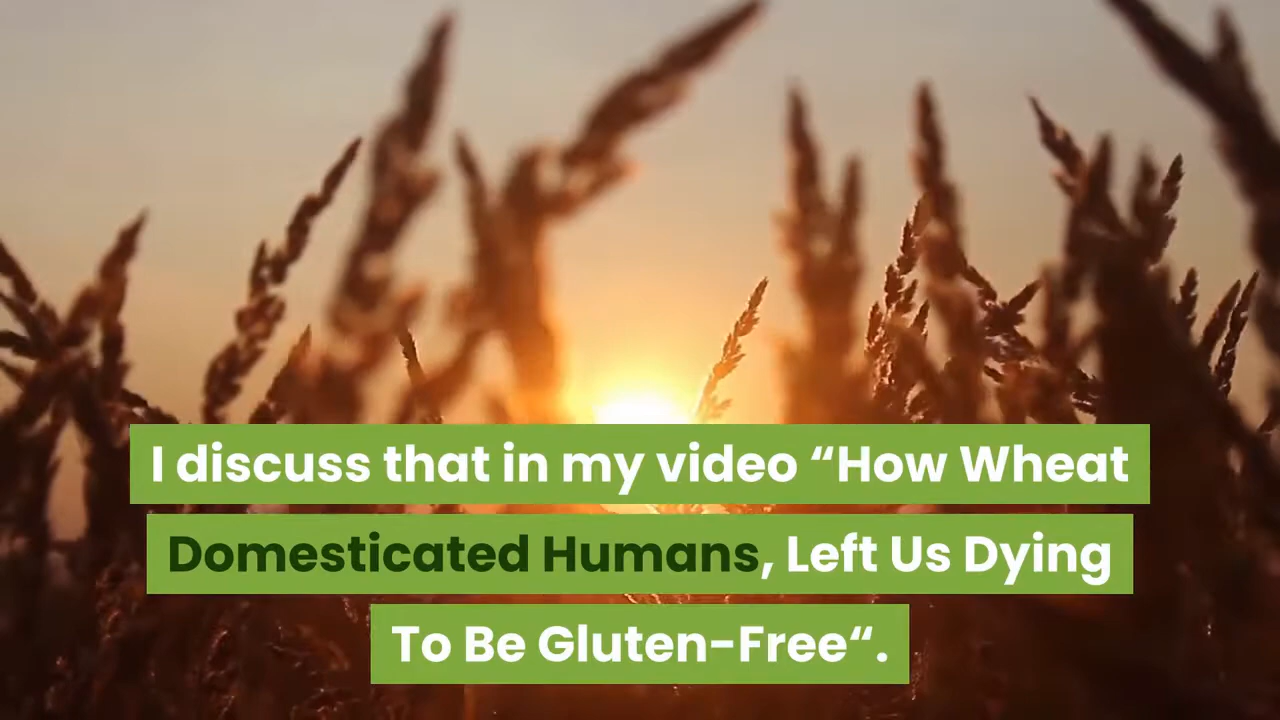 I discuss that in my video “How Wheat
Domesticated Humans, Left Us Dying
To Be Gluten-Free“.